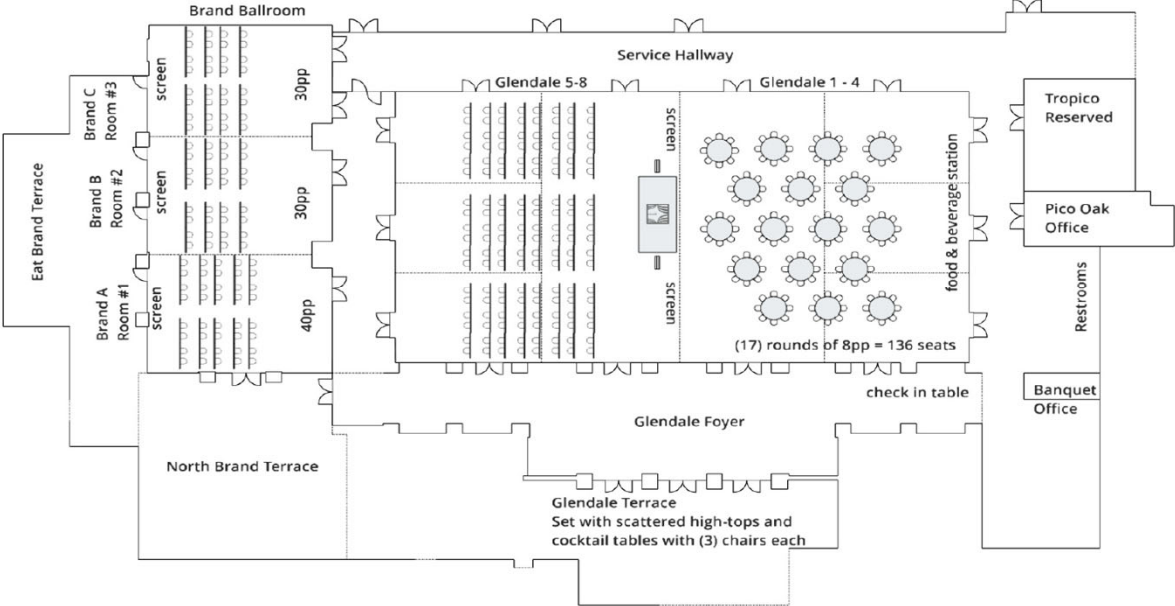 Brand Ballroom
Service Hallway
Glendale 5-8
Glendale 1 - 4
Tropico
Reserved
Pico Oak
Office
Restrooms
Banquet
Office
Eat Brand Terrace
Brand C
Room #3
screen
30pp
Brand B
Room #2
screen
30pp
Brand A
Room #1
screen
40pp
screen
screen
food & beverage station
(17) rounds of 8pp = 136 seats
check in table
Glendale Foyer
North Brand Terrace
Glendale Terrace
Set with scattered high-tops and
cocktail tables with (3) chairs each